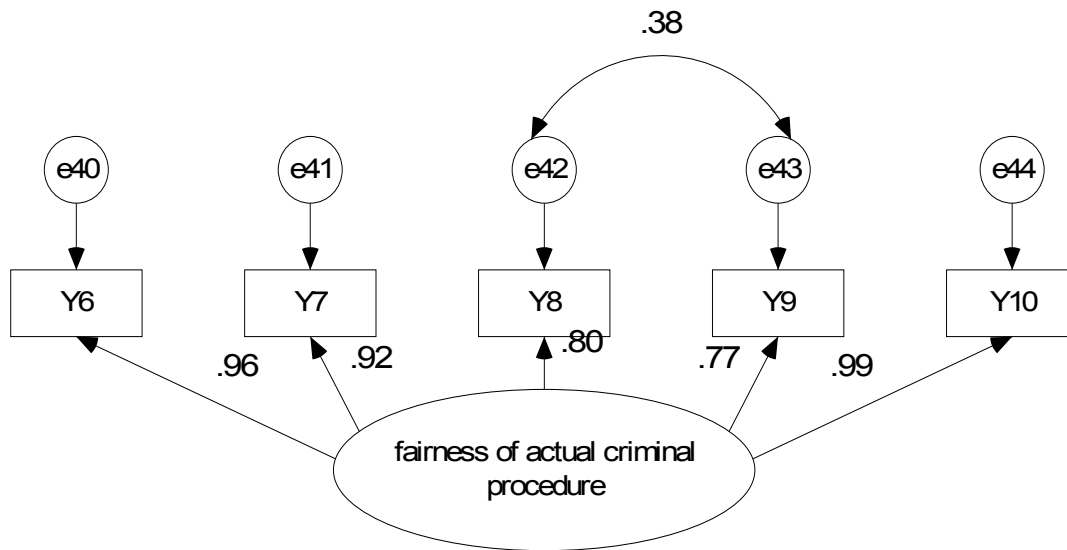 .38
e40
e41
e42
e43
e44
Y6
Y7
Y8
Y9
Y10
.96
.92
.80
.77
.99
fairness of actual criminal
procedure